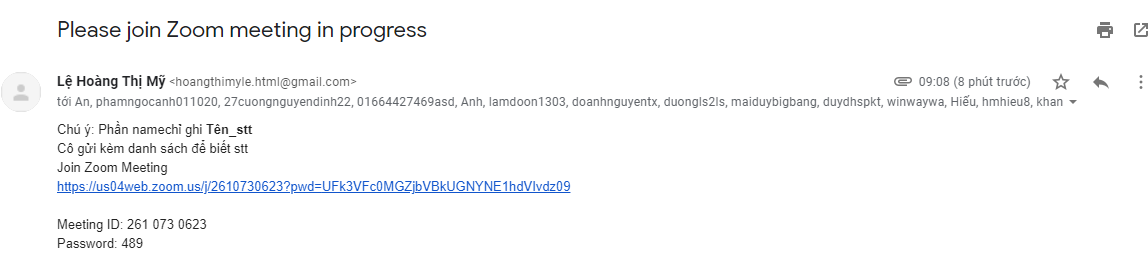 Please join Zoom meeting in progress
Lệ Hoàng Thị Mỹ <hoangthimyle.html@gmail.com>
09:08 (8 phút trước)
tới An, phamngocanh011020, 27cuongnguyendinh22, 01664427469asd, Anh, lamdoon1303, doanhnguyentx, duongls2ls, maiduybigbang, duydhspkt, winwaywa, Hiếu, hmhieu8, khan
Chú ý: Phần namechỉ ghi Tên_stt
Cô gửi kèm danh sách để biết stt
Join Zoom Meeting
https://us04web.zoom.us/j/2610730623?pwd=UFk3VFc0MGZjbVBkUGNYNE1hdVIvdz09
Meeting ID: 261 073 0623
Password: 489